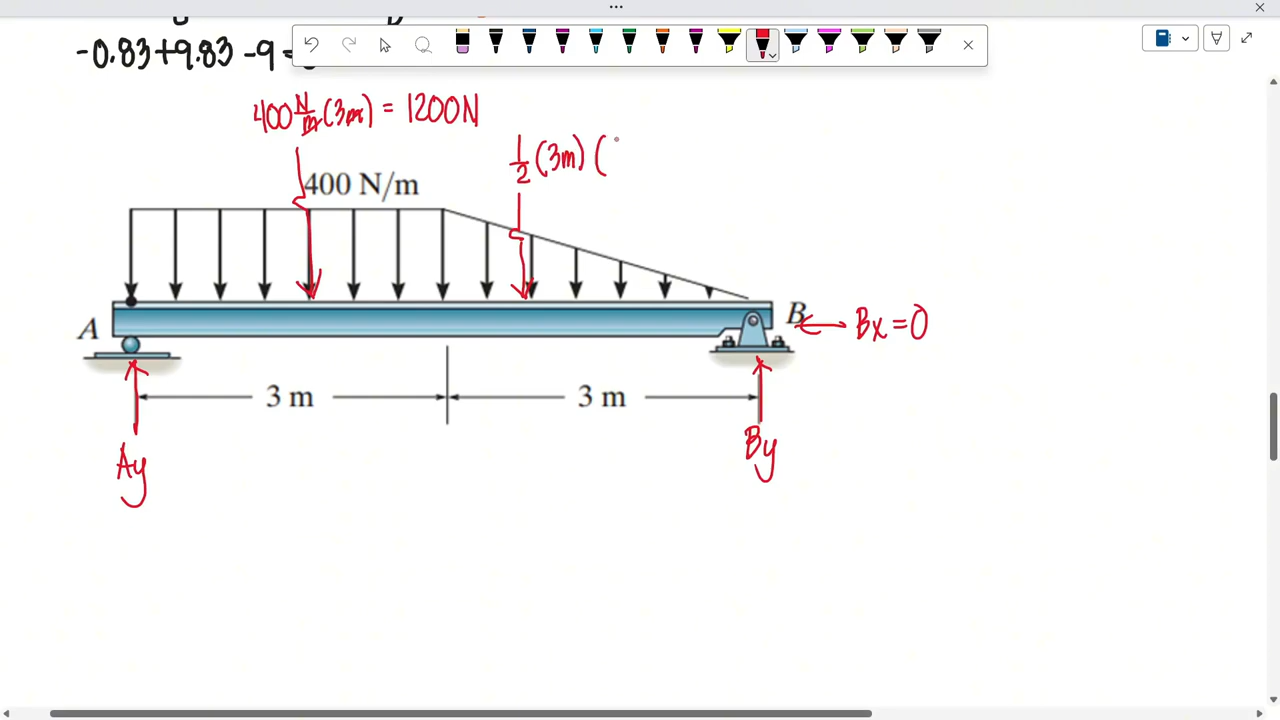 -0.83+9.83 -9 =
400 N/m (3m) = 1200N
1/2 (3m) (
400 N/m
A
B
Bx = 0
3 m
3 m
Ay
By